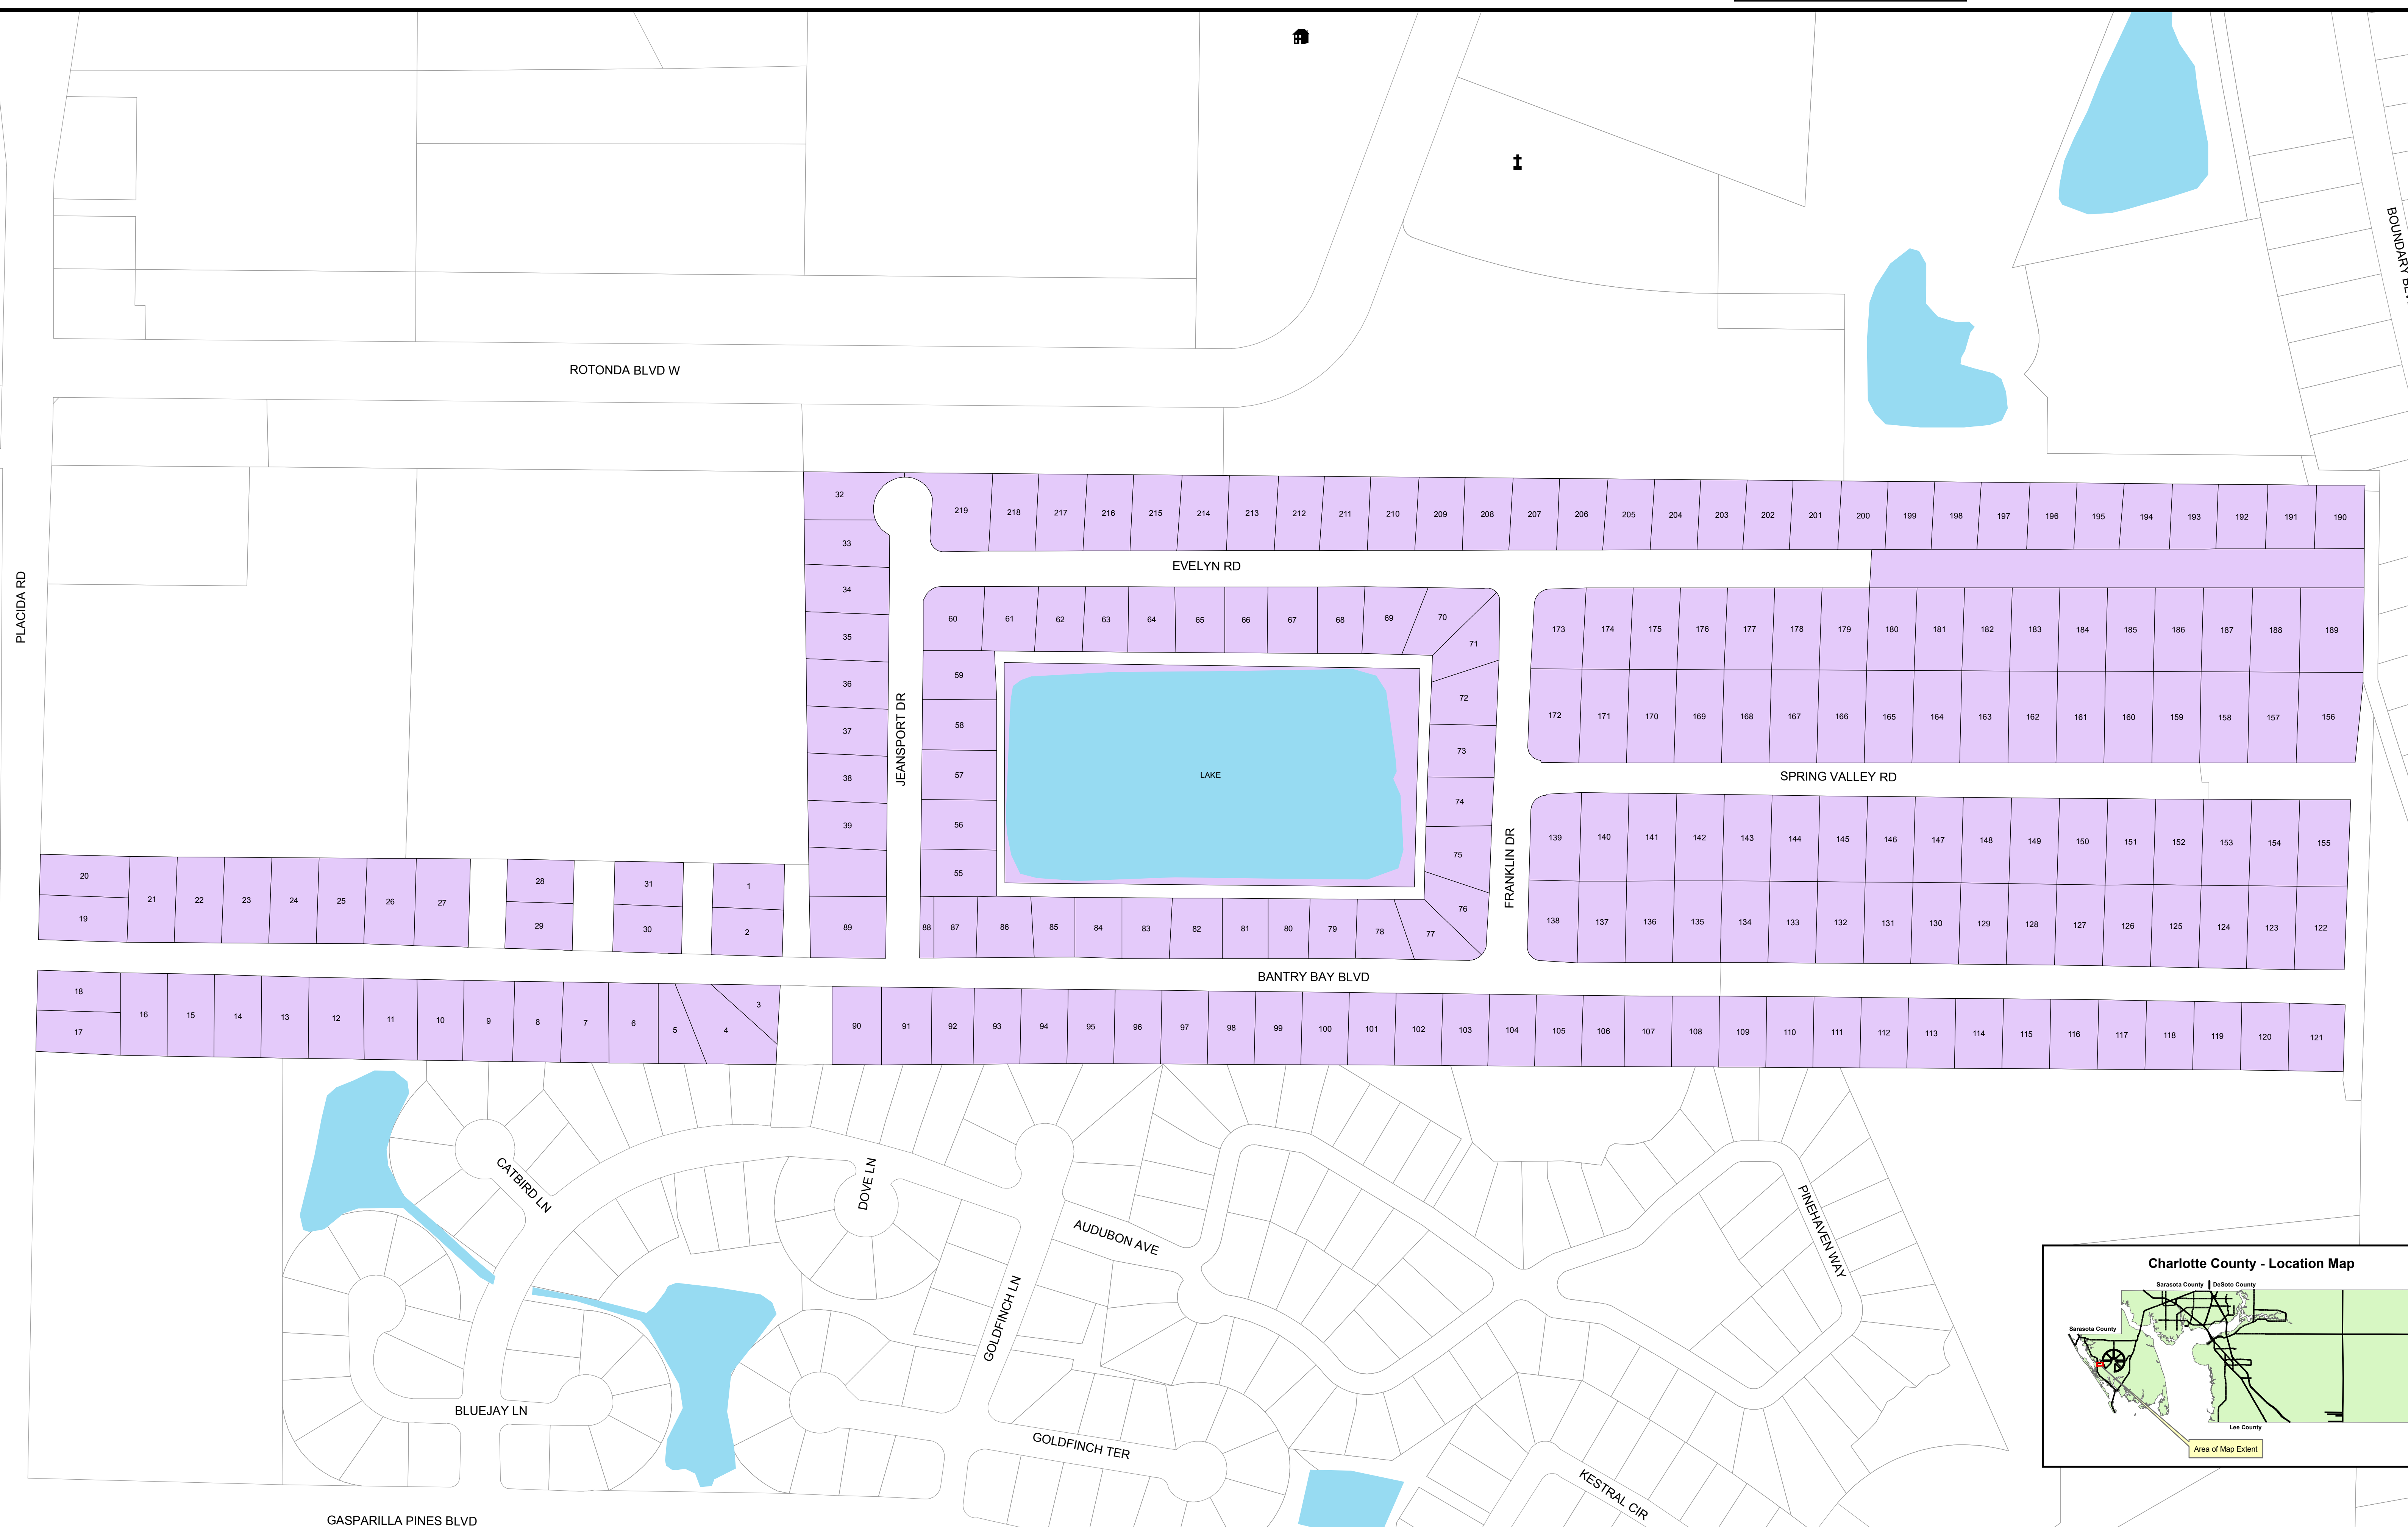 BOUNDARY BLV
ROTONDA BLVD W
32
219 218 217 216 215 214 213 212 211 210 209 208 207 206 205 204 203 202 201 200 199 198 197 196 195 194 193 192 191 190
33
EVELYN RD
34
PLACIDA RD
60 61 62 63 64 65 66 67 68 69 70
173 174 175 176 177 178 179 180 181 182 183 184 185 186 187 188 189
35
71
59
36
72
172 171 170 169 168 167 166 165 164 163 162 161 160 159 158 157 156
JEANSPORT DR
58
37
73
57
LAKE
38
SPRING VALLEY RD
74
56
39
139 140 141 142 143 144 145 146 147 148 149 150 151 152 153 154 155
75
FRANKLIN DR
55
20
28
31
1
21 22 23 24 25 26 27
19
29
30
2
89
88 87 86 85 84 83 82 81 80 79 78 77
76
138 137 136 135 134 133 132 131 130 129 128 127 126 125 124 123 122
BANTRY BAY BLVD
18
17
16 15 14 13 12 11 10 9 8 7 6 5 4 3
90 91 92 93 94 95 96 97 98 99 100 101 102 103 104 105 106 107 108 109 110 111 112 113 114 115 116 117 118 119 120 121
CATBIRD LN
DOVE LN
AUDUBON AVE
PINEHAVEN WAY
GOLDFINCH LN
BLUEJAY LN
GOLDFINCH TER
KESTRAL CIR
GASPARILLA PINES BLVD
Charlotte County - Location Map
Sarasota County
DeSoto County
Sarasota County
Lee County
Area of Map Extent